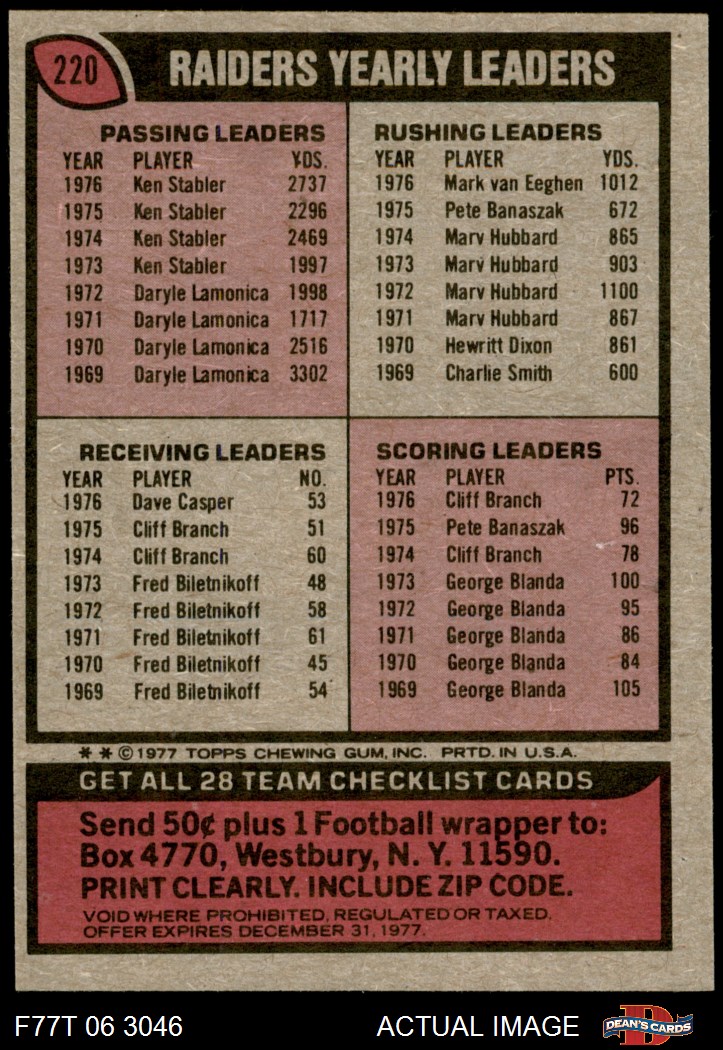 220
RAIDERS YEARLY LEADERS
PASSING LEADERS
YEAR PLAYER YDS.
1976 Ken Stabler 2737
1975 Ken Stabler 2296
1974 Ken Stabler 2469
1973 Ken Stabler 1997
1972 Daryle Lamonica 1998
1971 Daryle Lamonica 1717
1970 Daryle Lamonica 2516
1969 Daryle Lamonica 3302
RUSHING LEADERS
YEAR PLAYER YDS.
1976 Mark van Eeghen 1012
1975 Pete Banaszak 672
1974 Marv Hubbard 865
1973 Marv Hubbard 903
1972 Marv Hubbard 1100
1971 Marv Hubbard 867
1970 Hewritt Dixon 861
1969 Charlie Smith 600
RECEIVING LEADERS
YEAR PLAYER NO.
1976 Dave Casper 53
1975 Cliff Branch 51
1974 Cliff Branch 60
1973 Fred Biletnikoff 48
1972 Fred Biletnikoff 58
1971 Fred Biletnikoff 61
1970 Fred Biletnikoff 45
1969 Fred Biletnikoff 54
SCORING LEADERS
YEAR PLAYER PTS.
1976 Cliff Branch 72
1975 Pete Banaszak 96
1974 Cliff Branch 78
1973 George Blanda 100
1972 George Blanda 95
1971 George Blanda 86
1970 George Blanda 84
1969 George Blanda 105
* * © 1977 TOPPS CHEWING GUM, INC. PRTD. IN U.S.A.
GET ALL 28 TEAM CHECKLIST CARDS
Send 50¢ plus 1 Football wrapper to:
Box 4770, Westbury, N. Y. 11590.
PRINT CLEARLY. INCLUDE ZIP CODE.
VOID WHERE PROHIBITED, REGULATED OR TAXED.
OFFER EXPIRES DECEMBER 31, 1977.
F77T 06 3046 ACTUAL IMAGE D DEAN'S CARDS